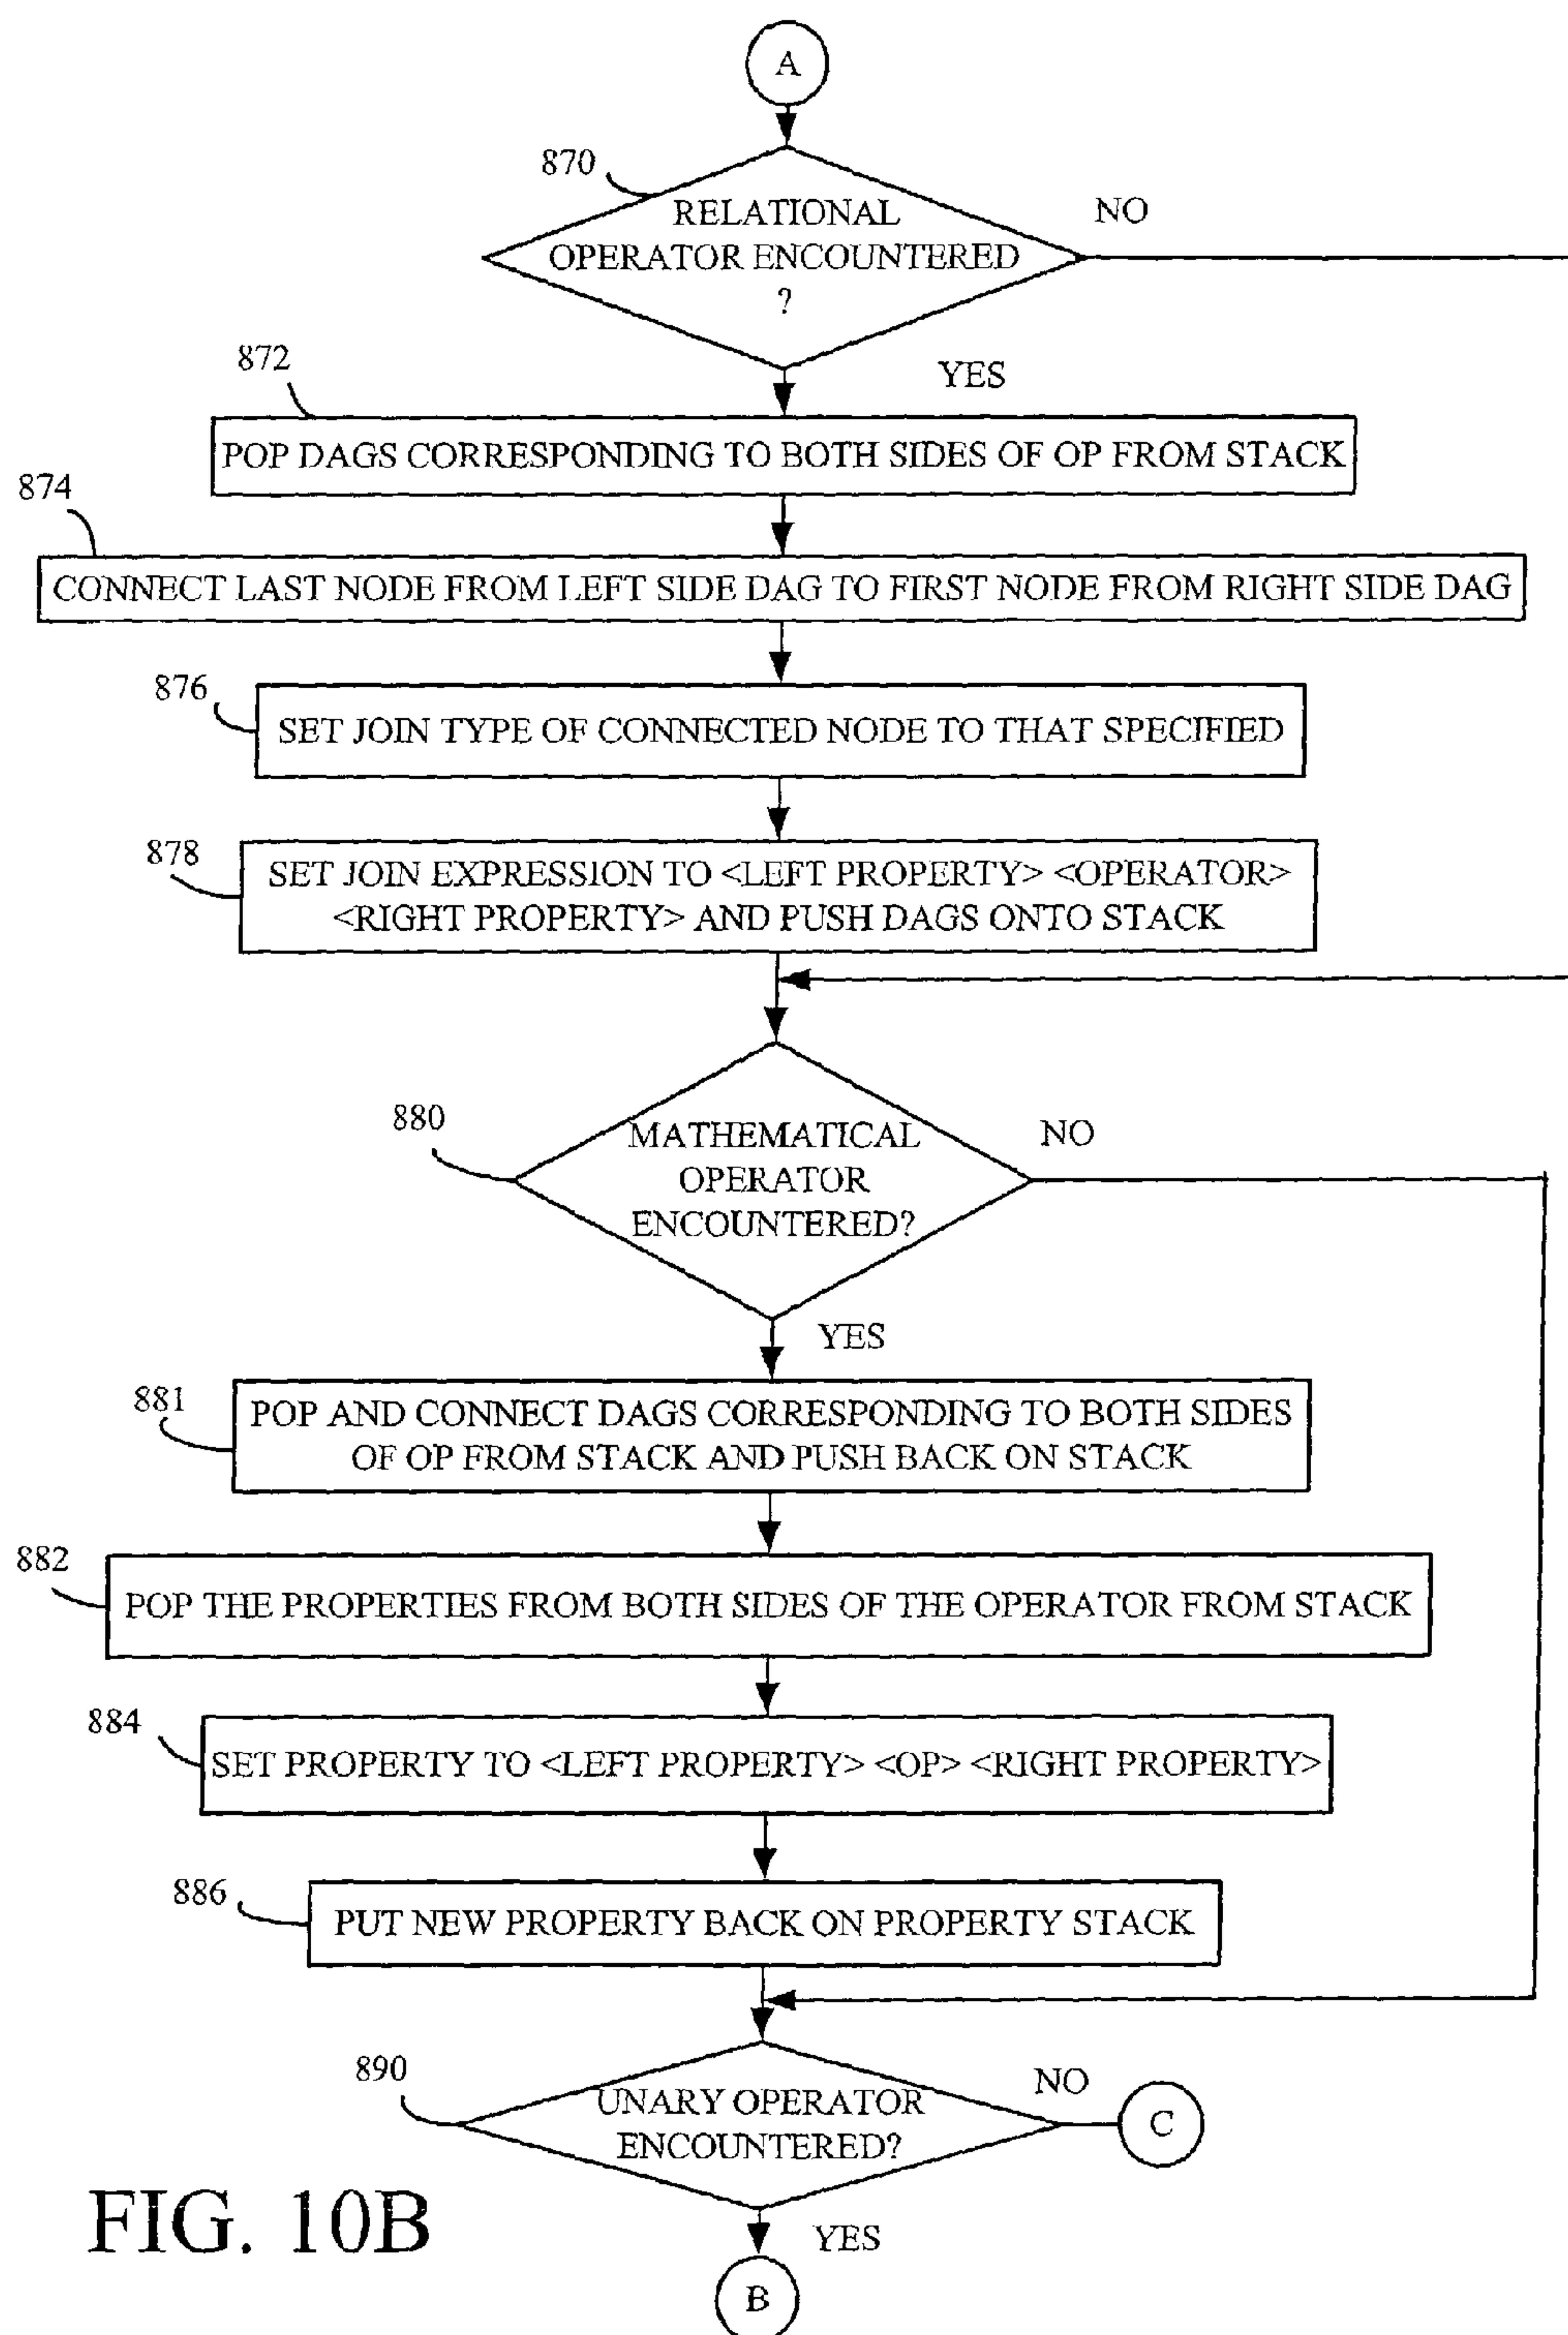 A
870
RELATIONAL
OPERATOR ENCOUNTERED
?
NO
YES
872
POP DAGS CORRESPONDING TO BOTH SIDES OF OP FROM STACK
874
CONNECT LAST NODE FROM LEFT SIDE DAG TO FIRST NODE FROM RIGHT SIDE DAG
876
SET JOIN TYPE OF CONNECTED NODE TO THAT SPECIFIED
878
SET JOIN EXPRESSION TO <LEFT PROPERTY> <OPERATOR>
<RIGHT PROPERTY> AND PUSH DAGS ONTO STACK
880
MATHEMATICAL
OPERATOR
ENCOUNTERED?
NO
YES
881
POP AND CONNECT DAGS CORRESPONDING TO BOTH SIDES
OF OP FROM STACK AND PUSH BACK ON STACK
882
POP THE PROPERTIES FROM BOTH SIDES OF THE OPERATOR FROM STACK
884
SET PROPERTY TO <LEFT PROPERTY> <OP> <RIGHT PROPERTY>
886
PUT NEW PROPERTY BACK ON PROPERTY STACK
890
UNARY OPERATOR
ENCOUNTERED?
NO
C
YES
B
FIG. 10B